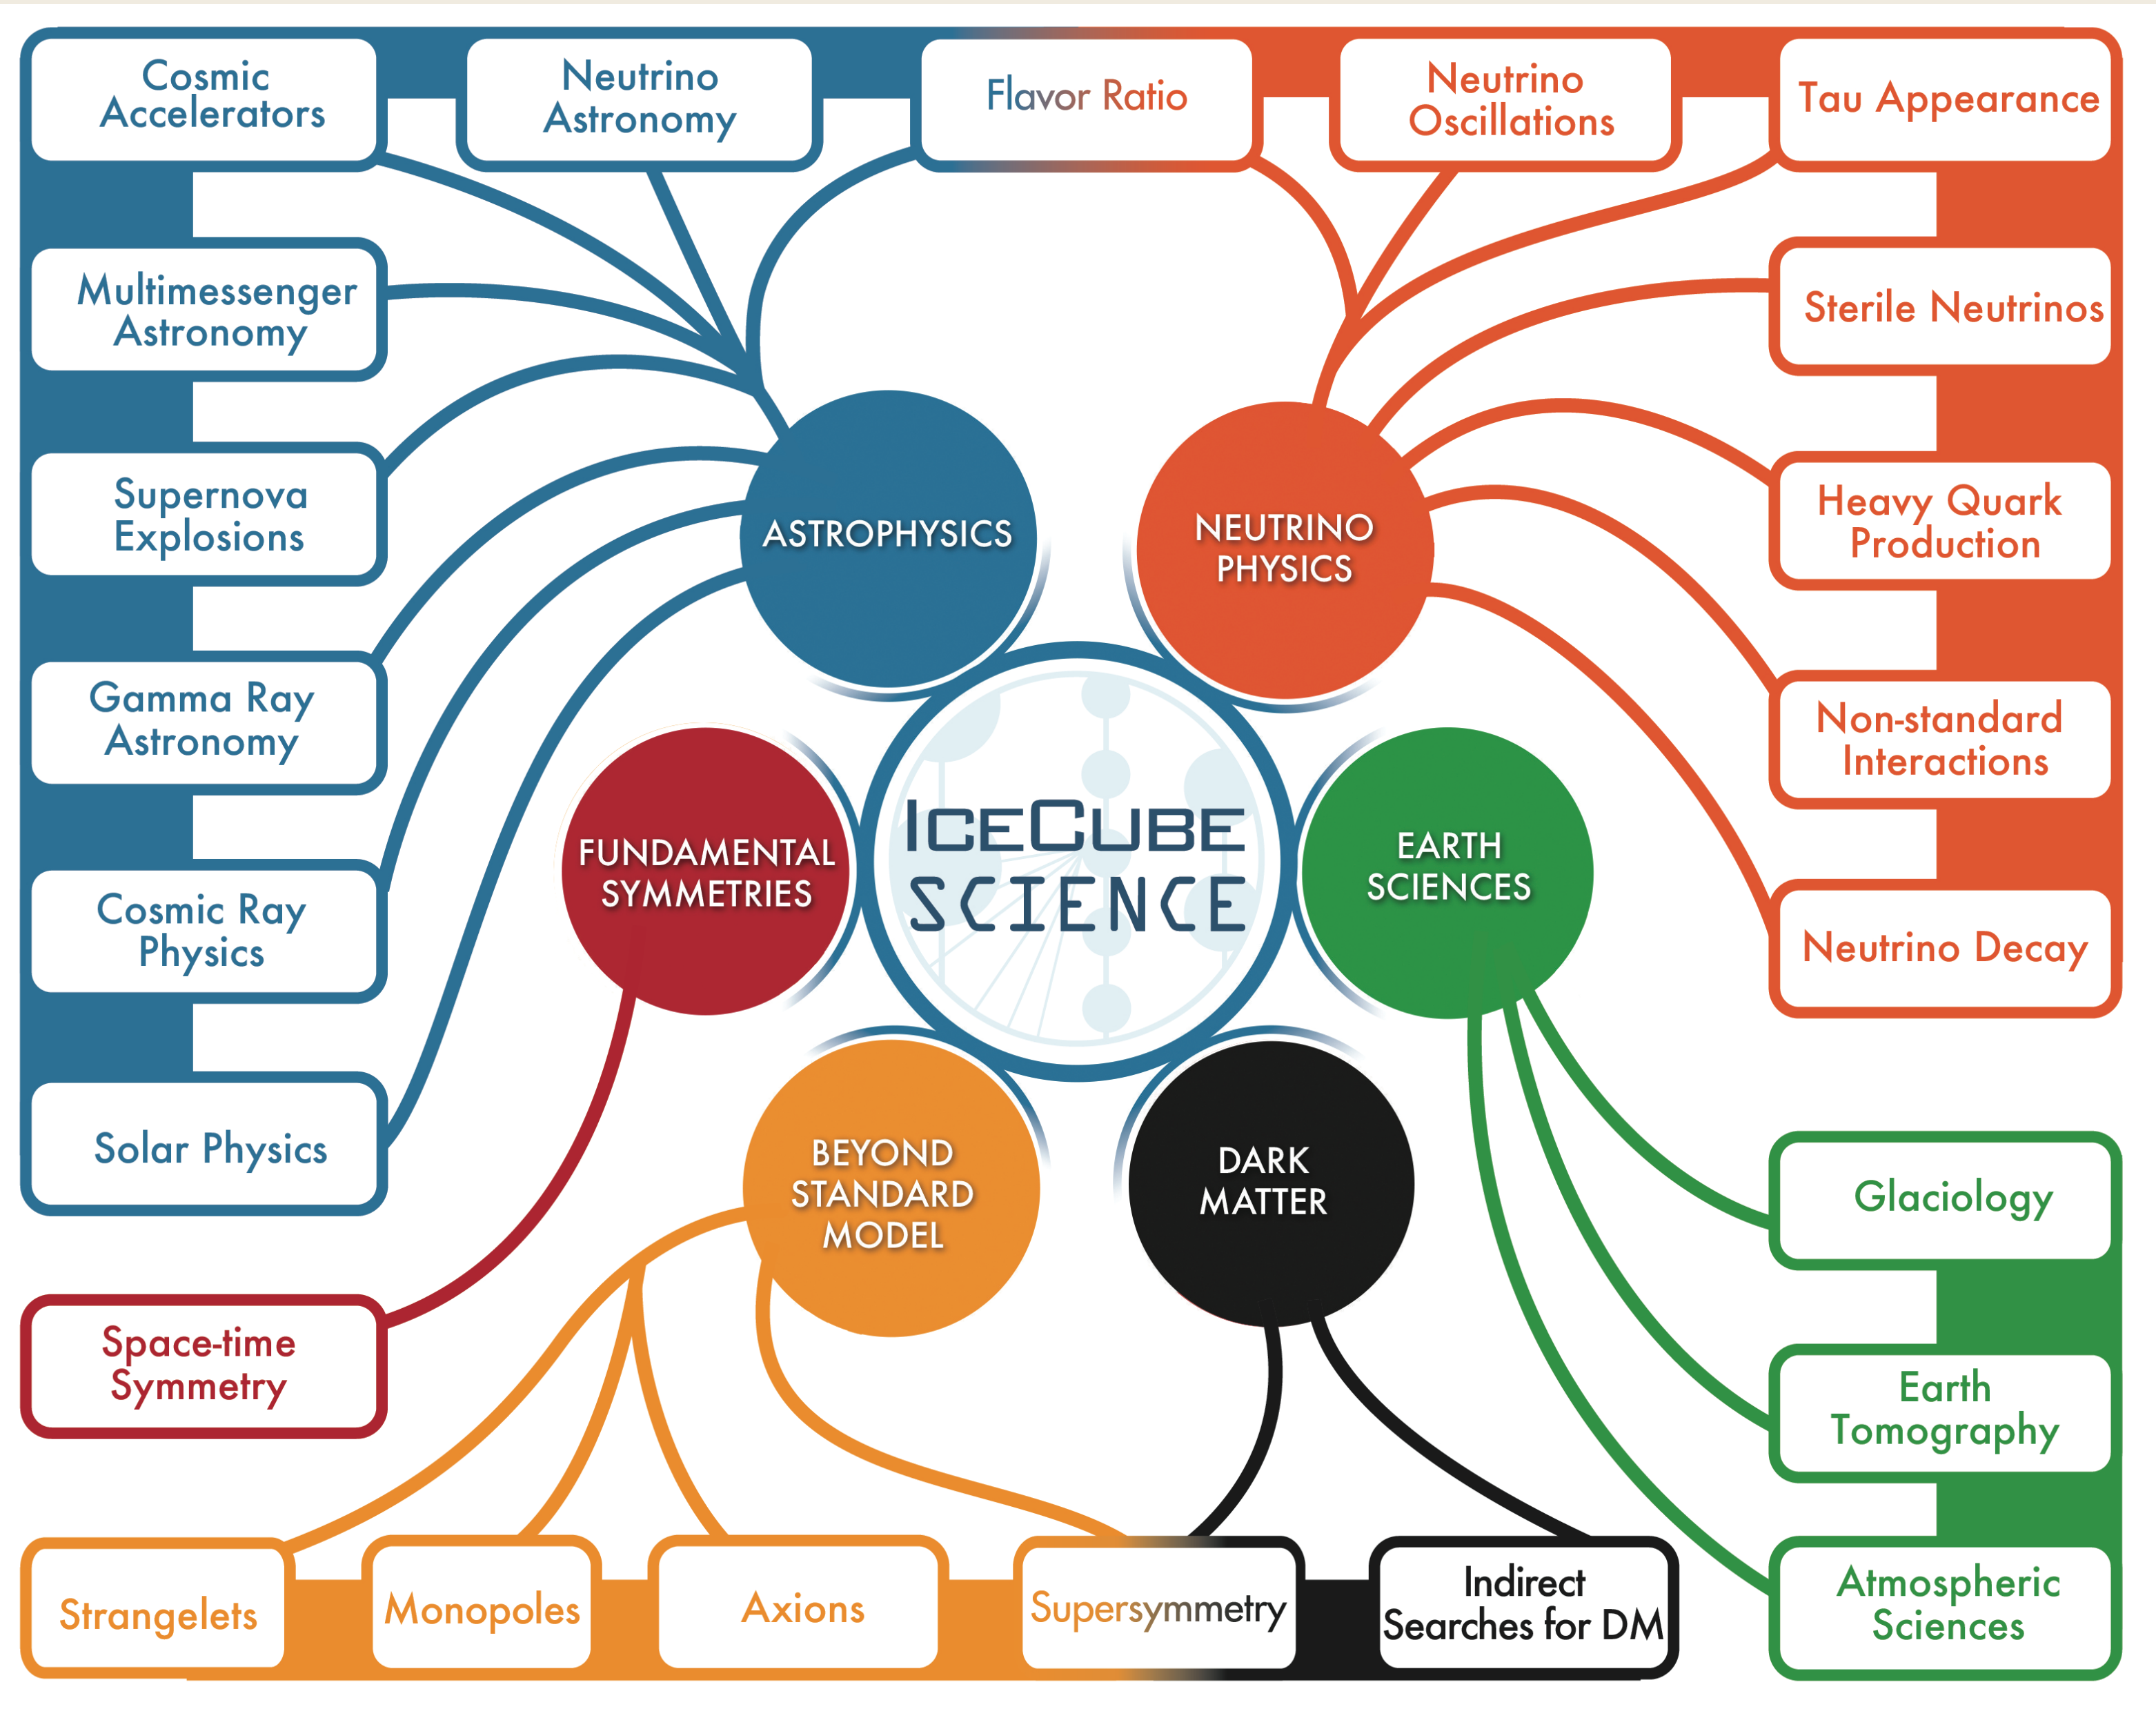 Cosmic
Accelerators
Neutrino
Astronomy
Flavor Ratio
Neutrino
Oscillations
Tau Appearance
Multimessenger
Astronomy
Sterile Neutrinos
Supernova
Explosions
Heavy Quark
Production
ASTROPHYSICS
NEUTRINO
PHYSICS
Gamma Ray
Astronomy
Non-standard
Interactions
FUNDAMENTAL
SYMMETRIES
ICECUBE
SCIENCE
EARTH
SCIENCES
Cosmic Ray
Physics
Neutrino Decay
Solar Physics
BEYOND
STANDARD
MODEL
DARK
MATTER
Glaciology
Space-time
Symmetry
Earth
Tomography
Strangelets
Monopoles
Axions
Supersymmetry
Indirect
Searches for DM
Atmospheric
Sciences